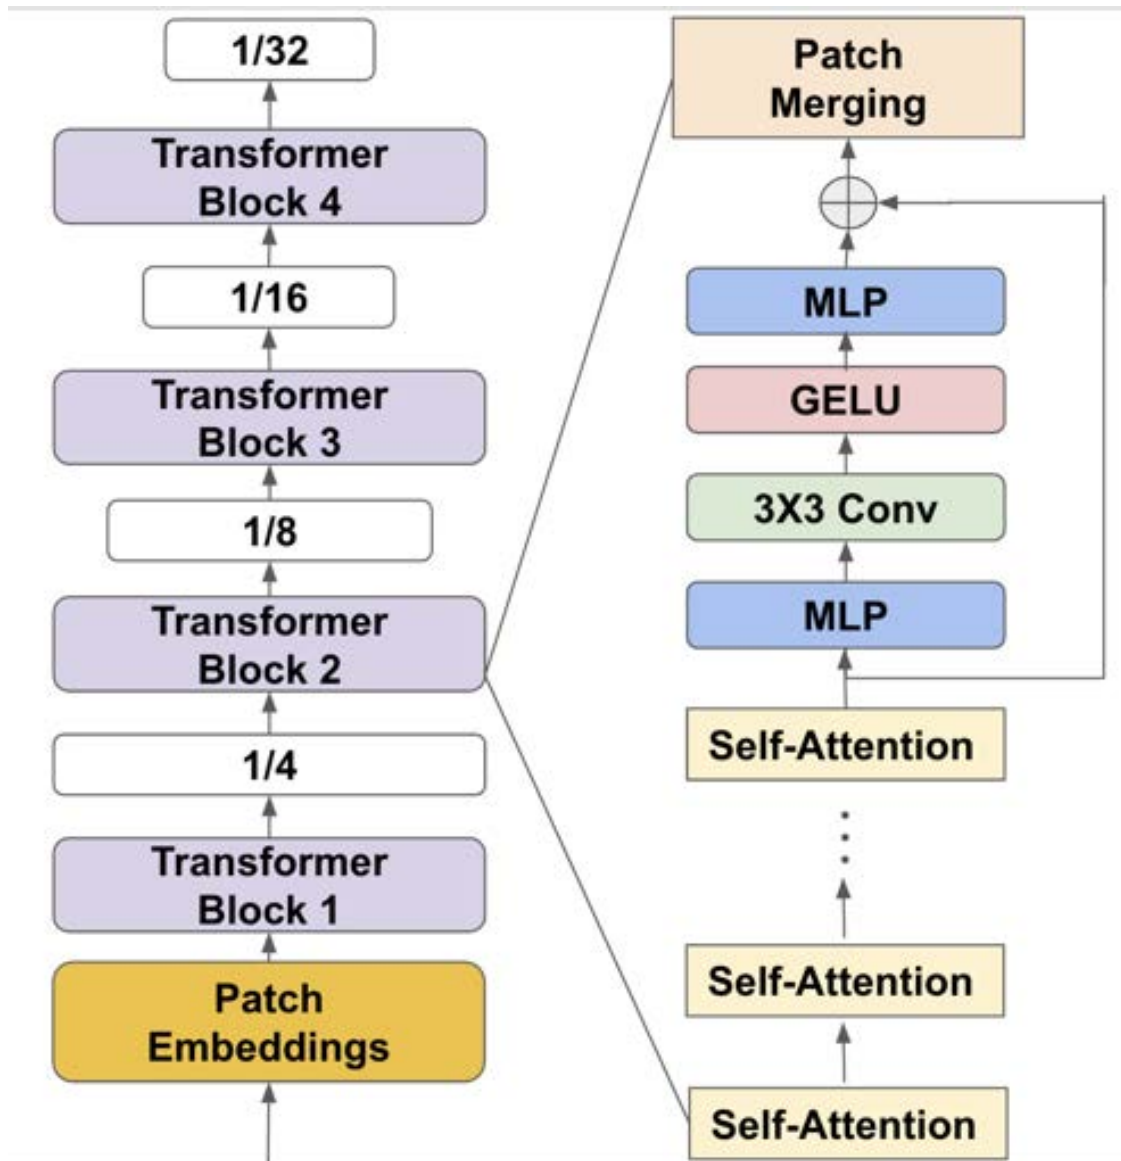 1/32
Transformer
Block 4
1/16
Transformer
Block 3
1/8
Transformer
Block 2
1/4
Transformer
Block 1
Patch
Embeddings
Patch
Merging
MLP
GELU
3X3 Conv
MLP
Self-Attention
Self-Attention
Self-Attention